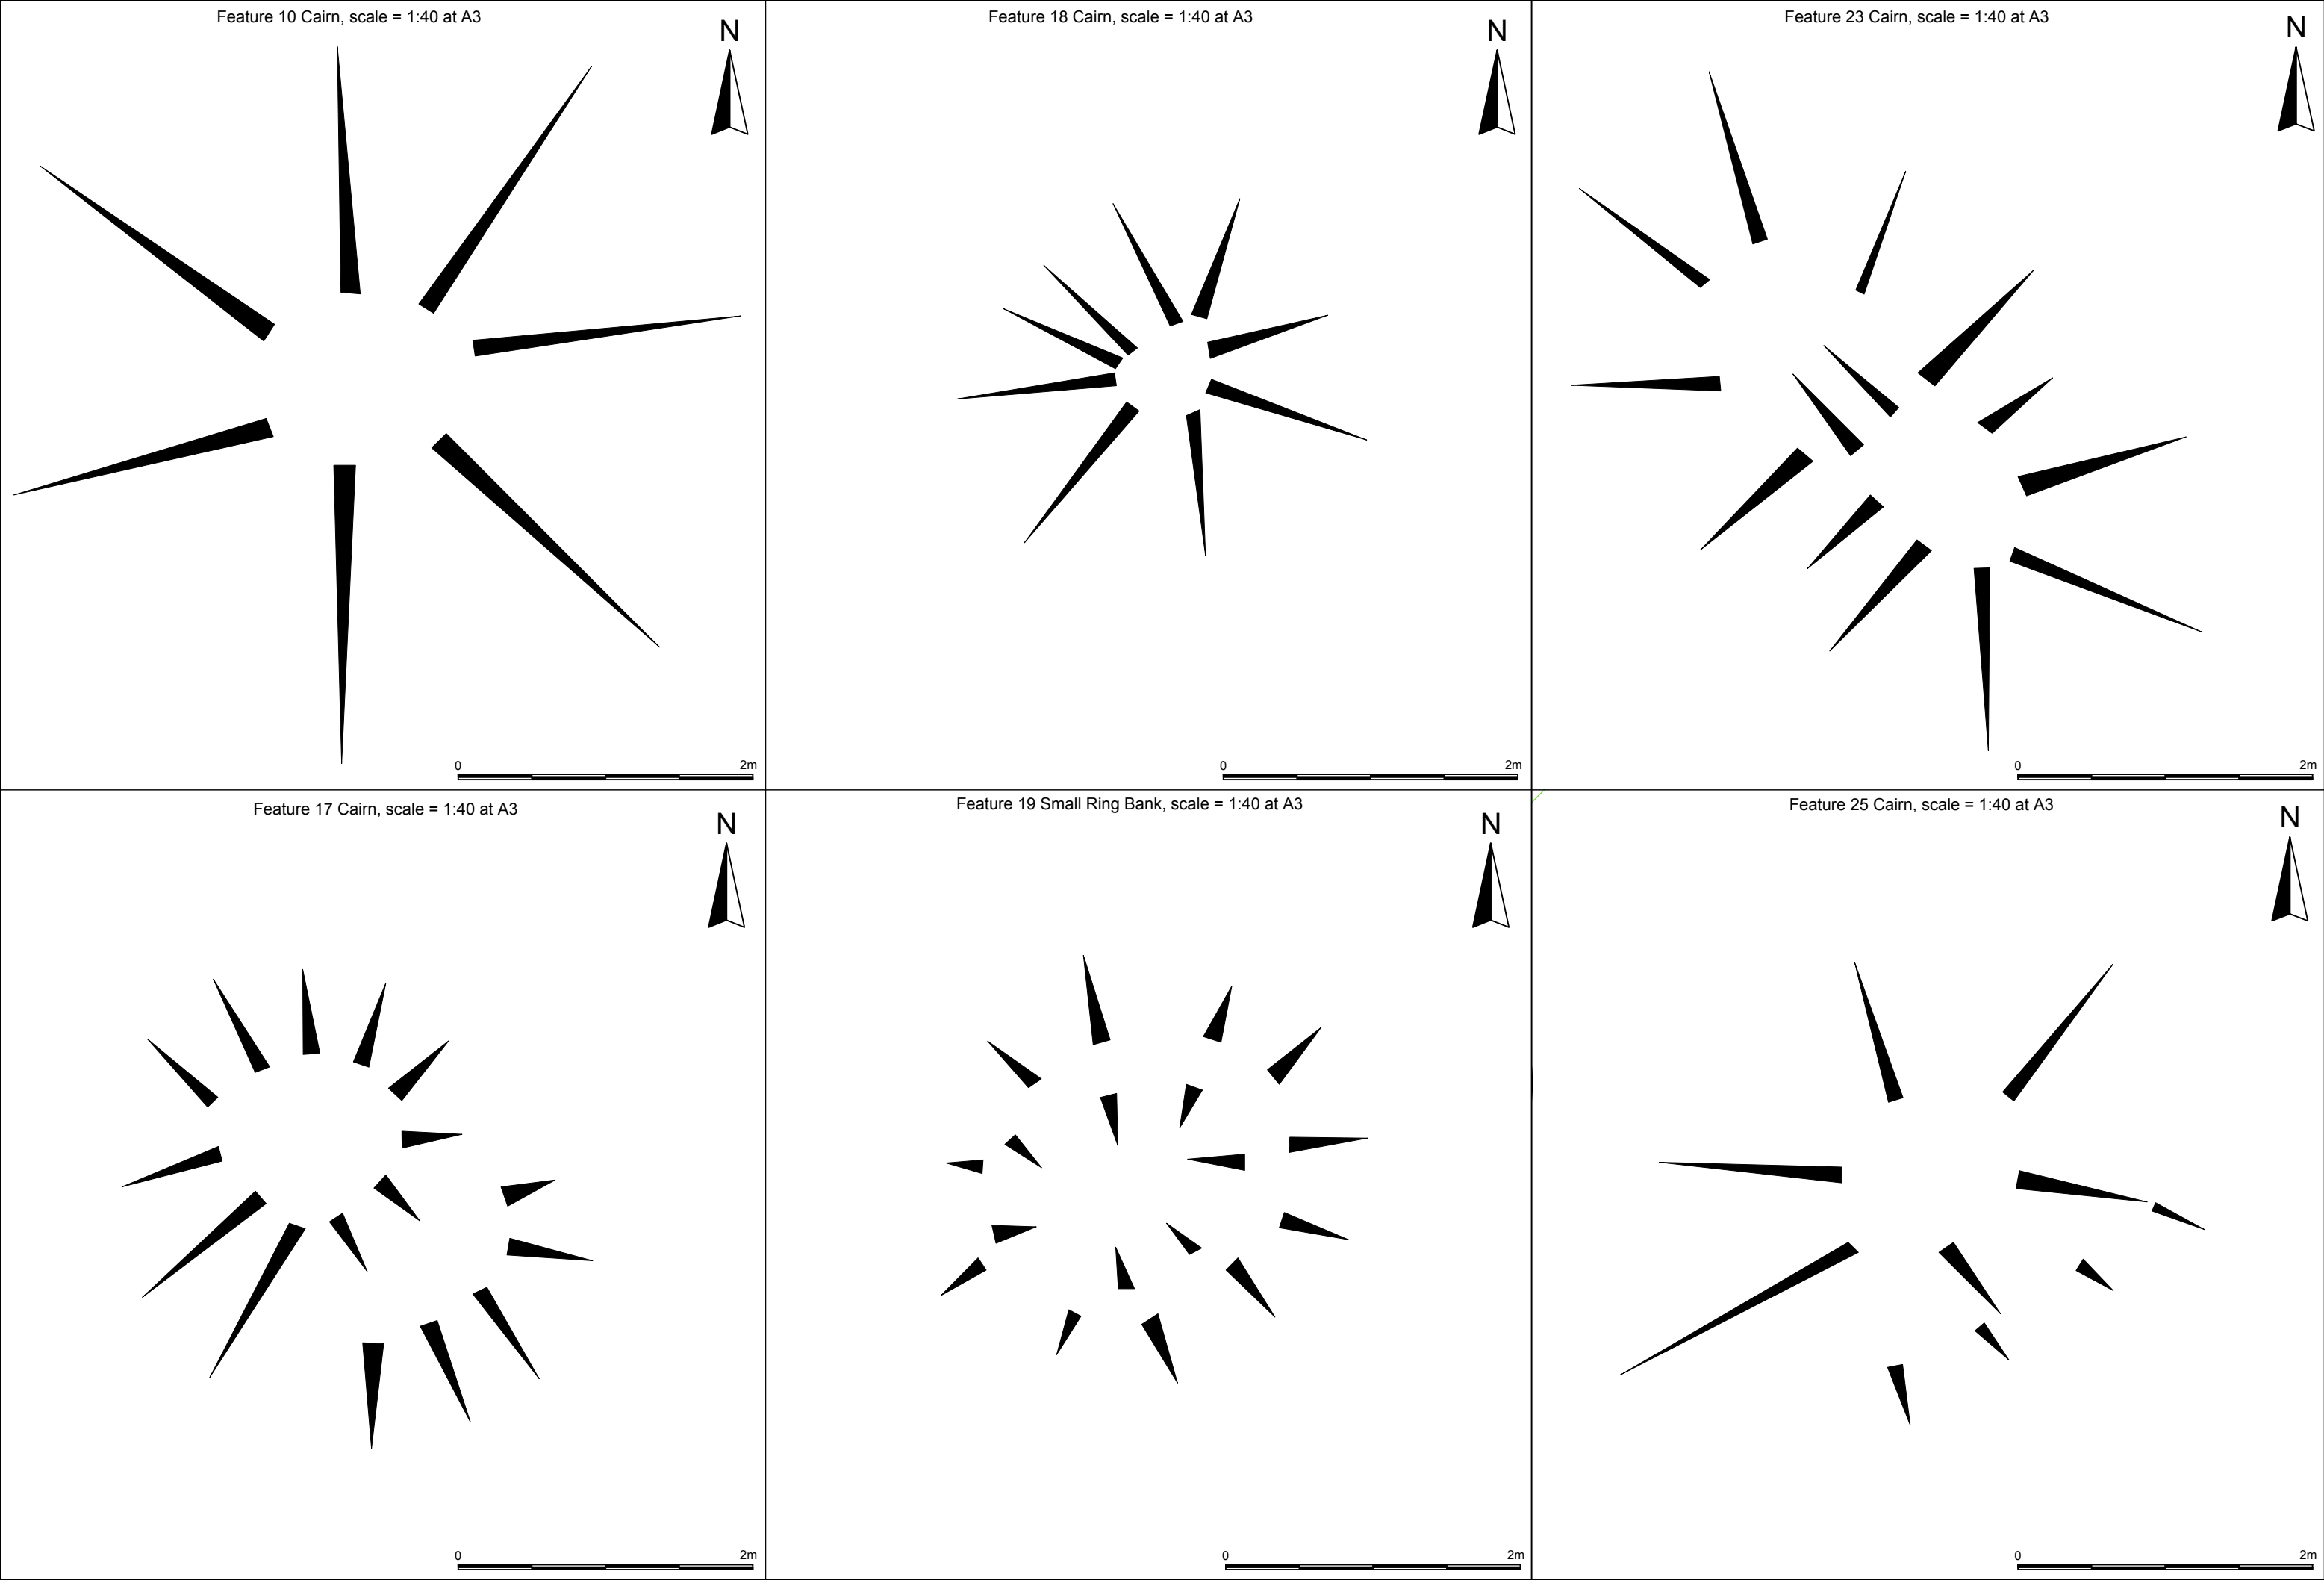 Feature 10 Cairn, scale = 1:40 at A3
N
0 2m
Feature 18 Cairn, scale = 1:40 at A3
N
0 2m
Feature 23 Cairn, scale = 1:40 at A3
N
0 2m
Feature 17 Cairn, scale = 1:40 at A3
N
0 2m
Feature 19 Small Ring Bank, scale = 1:40 at A3
N
0 2m
Feature 25 Cairn, scale = 1:40 at A3
N
0 2m